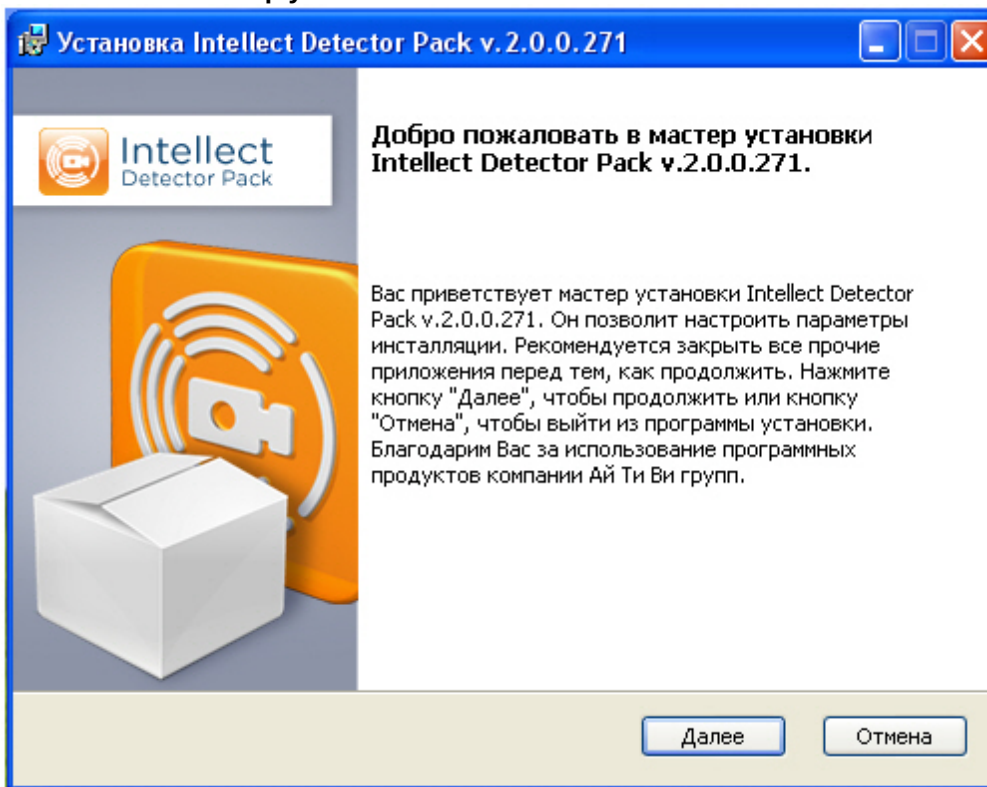 Установка Intellect Detector Pack v.2.0.0.271
Intellect
Detector Pack
Добро пожаловать в мастер установки
Intellect Detector Pack v.2.0.0.271.
Вас приветствует мастер установки Intellect Detector
Pack v.2.0.0.271. Он позволит настроить параметры
инсталляции. Рекомендуется закрыть все прочие
приложения перед тем, как продолжить. Нажмите
кнопку "Далее", чтобы продолжить или кнопку
"Отмена", чтобы выйти из программы установки.
Благодарим Вас за использование программных
продуктов компании Ай Ти Ви групп.
Далее
Отмена